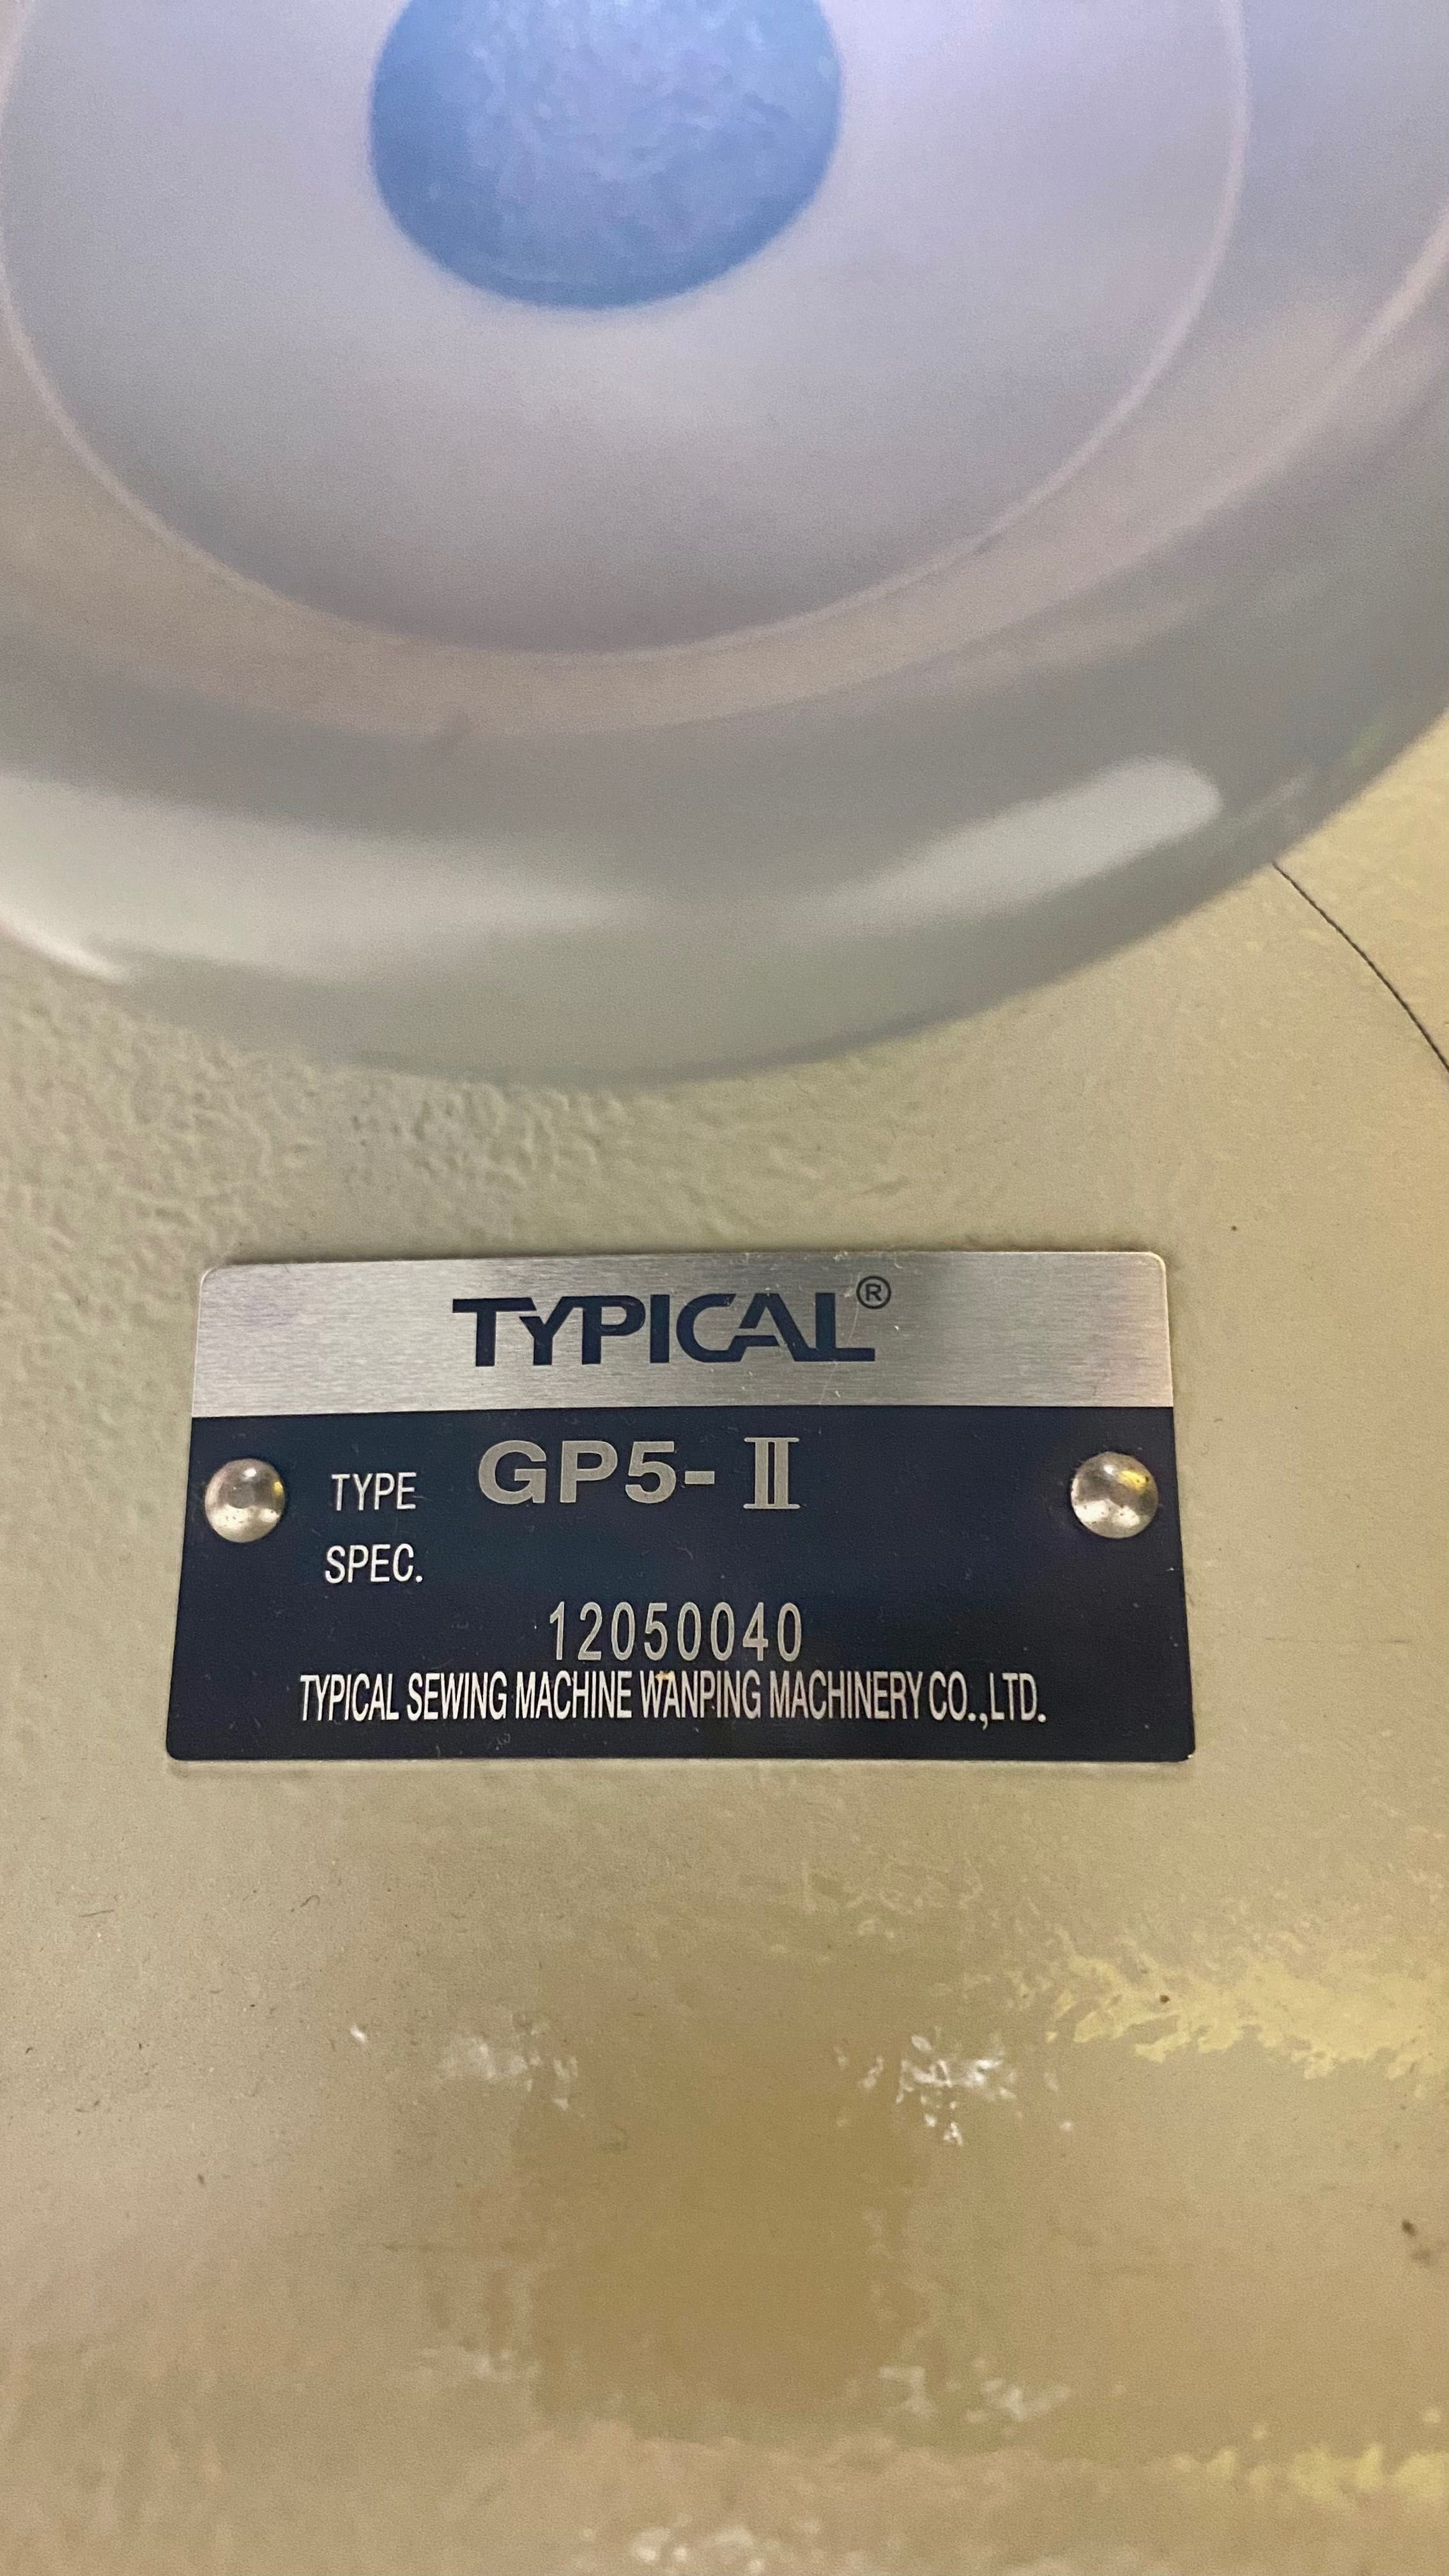 TYPICAL®
TYPE GP5-Ⅱ
SPEC.
12050040
TYPICAL SEWING MACHINE WANPING MACHINERY CO.,LTD.